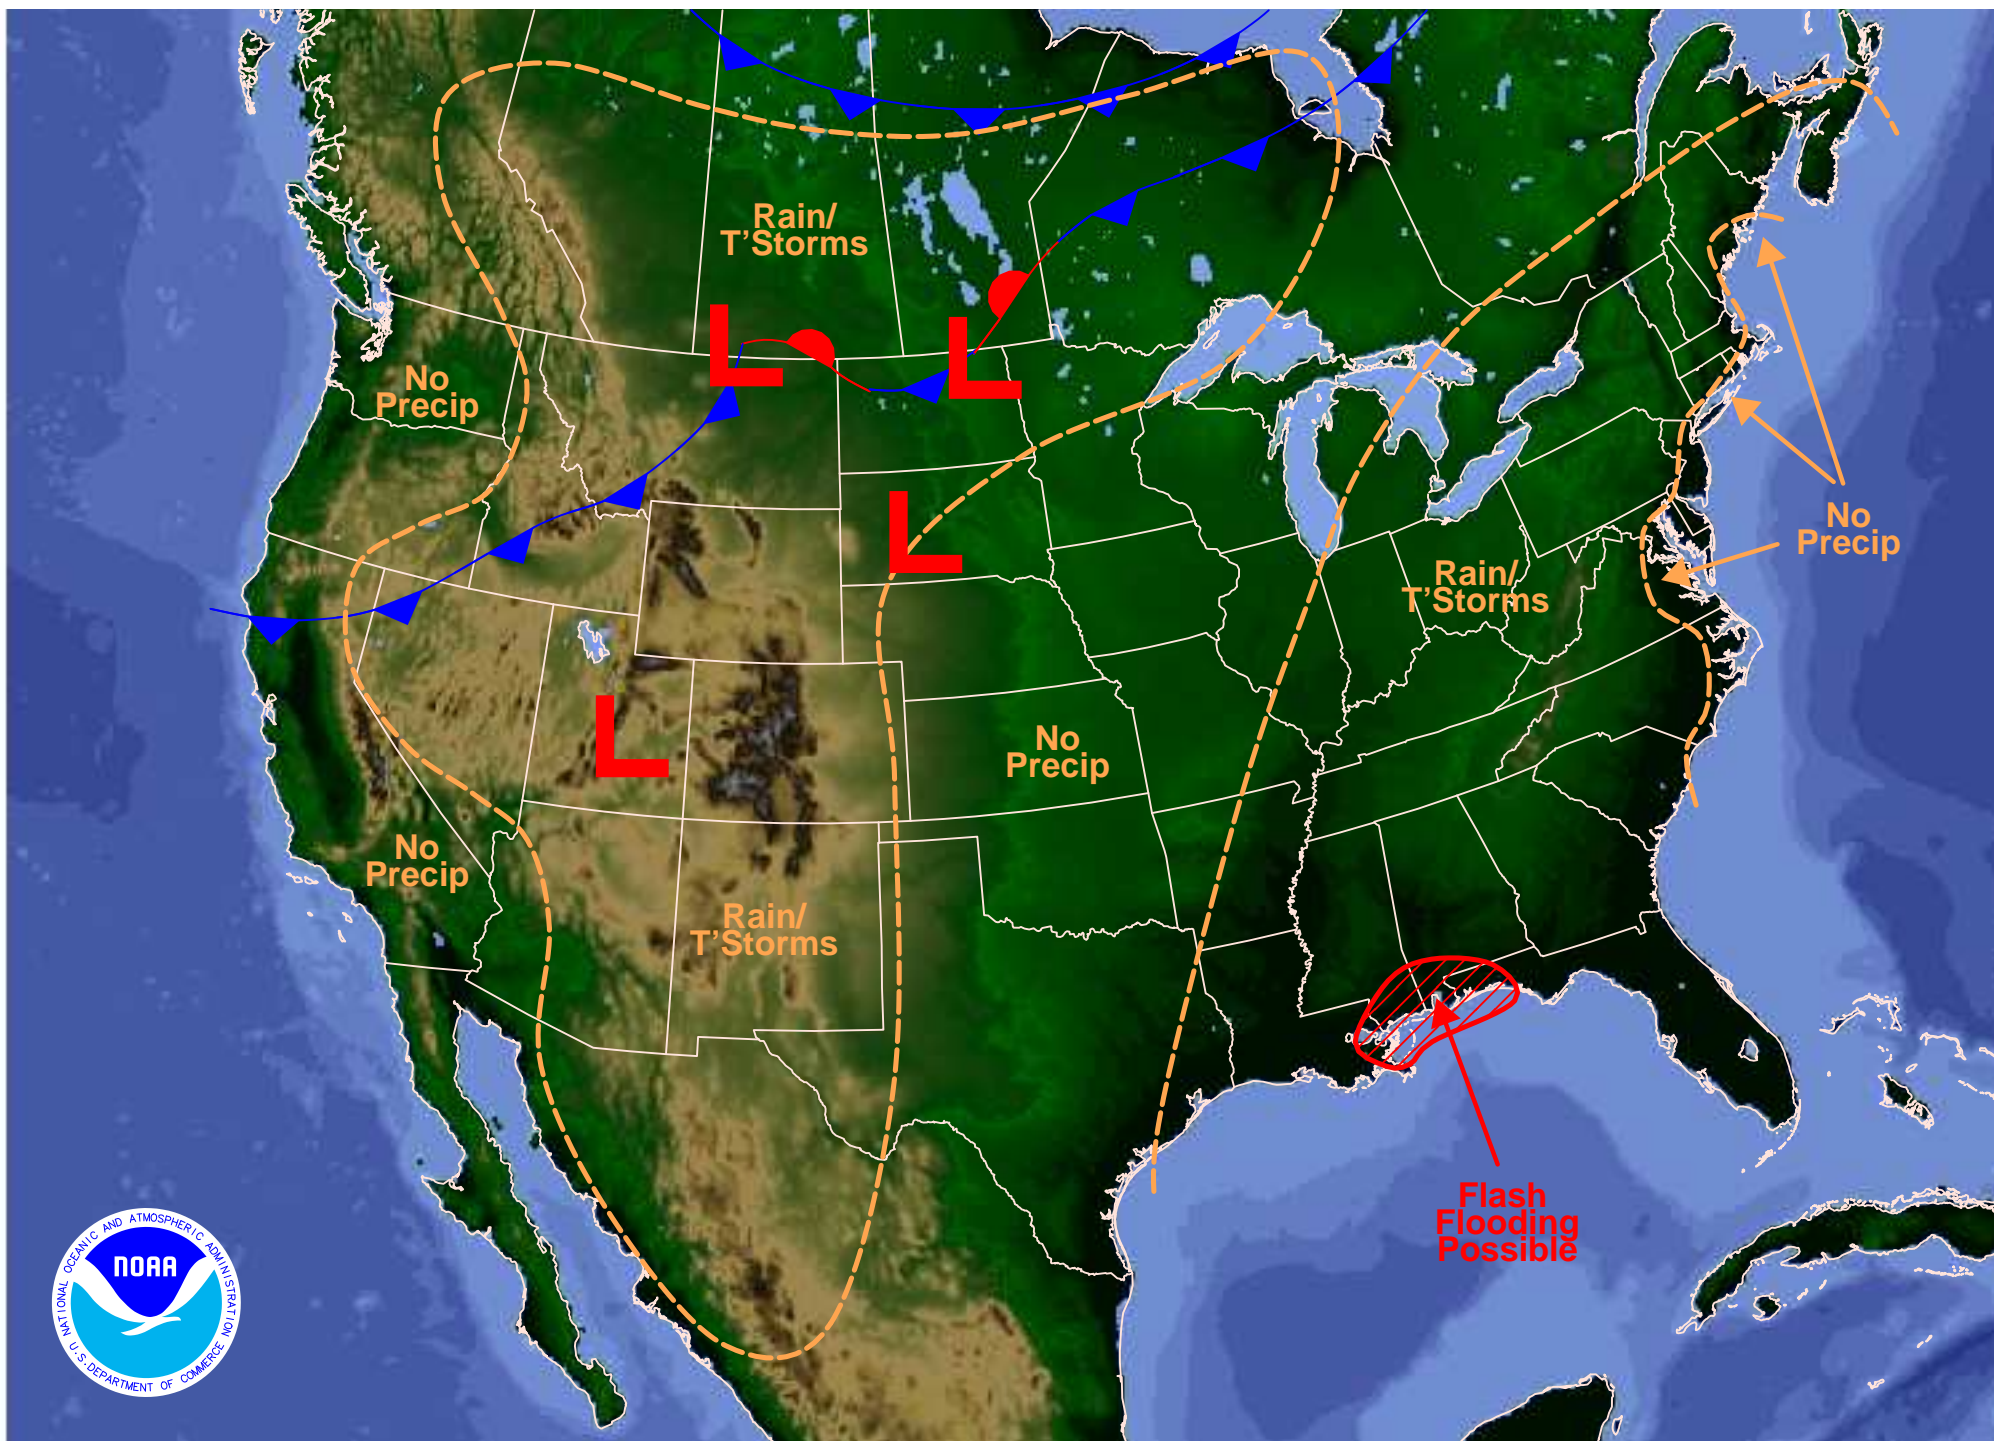 Rain/
T'Storms
No
Precip
No
Precip
Rain/
T'Storms
No
Precip
No
Precip
Rain/
T'Storms
Flash
Flooding
Possible
NATIONAL OCEANIC AND ATMOSPHERIC ADMINISTRATION
NOAA
U.S. DEPARTMENT OF COMMERCE
L
L
L
L